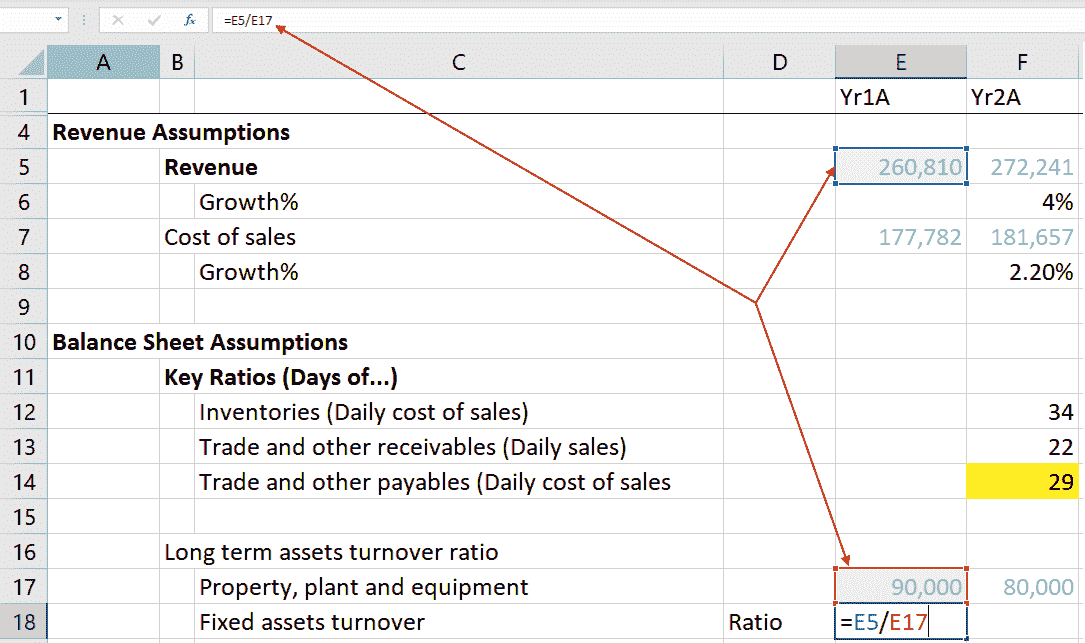 fx =E5/E17
A B C D E F
1 Yr1A Yr2A
4 Revenue Assumptions
5 Revenue 260,810 272,241
6 Growth% 4%
7 Cost of sales 177,782 181,657
8 Growth% 2.20%
9
10 Balance Sheet Assumptions
11 Key Ratios (Days of...)
12 Inventories (Daily cost of sales) 34
13 Trade and other receivables (Daily sales) 22
14 Trade and other payables (Daily cost of sales 29
15
16 Long term assets turnover ratio
17 Property, plant and equipment 90,000 80,000
18 Fixed assets turnover Ratio =E5/E17